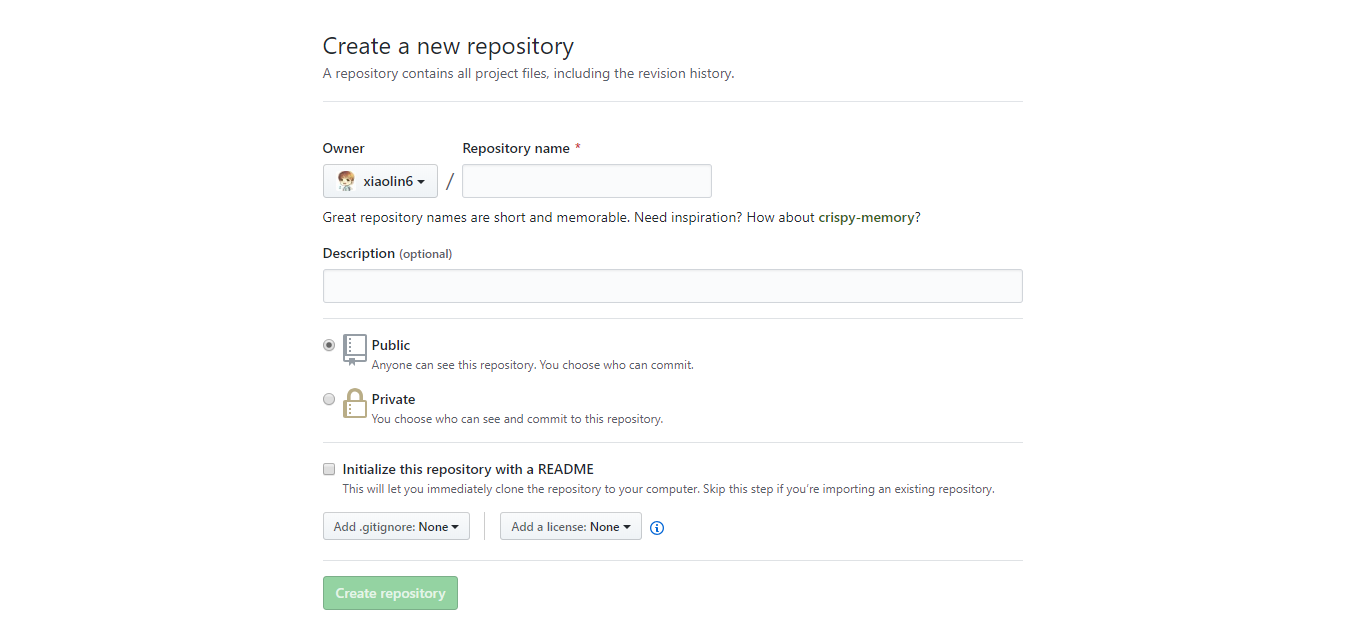 Create a new repository
A repository contains all project files, including the revision history.
Owner
Repository name *
xiaolin6
/
Great repository names are short and memorable. Need inspiration? How about crispy-memory?
Description (optional)
Public
Anyone can see this repository. You choose who can commit.
Private
You choose who can see and commit to this repository.
Initialize this repository with a README
This will let you immediately clone the repository to your computer. Skip this step if you’re importing an existing repository.
Add .gitignore: None
Add a license: None
Create repository